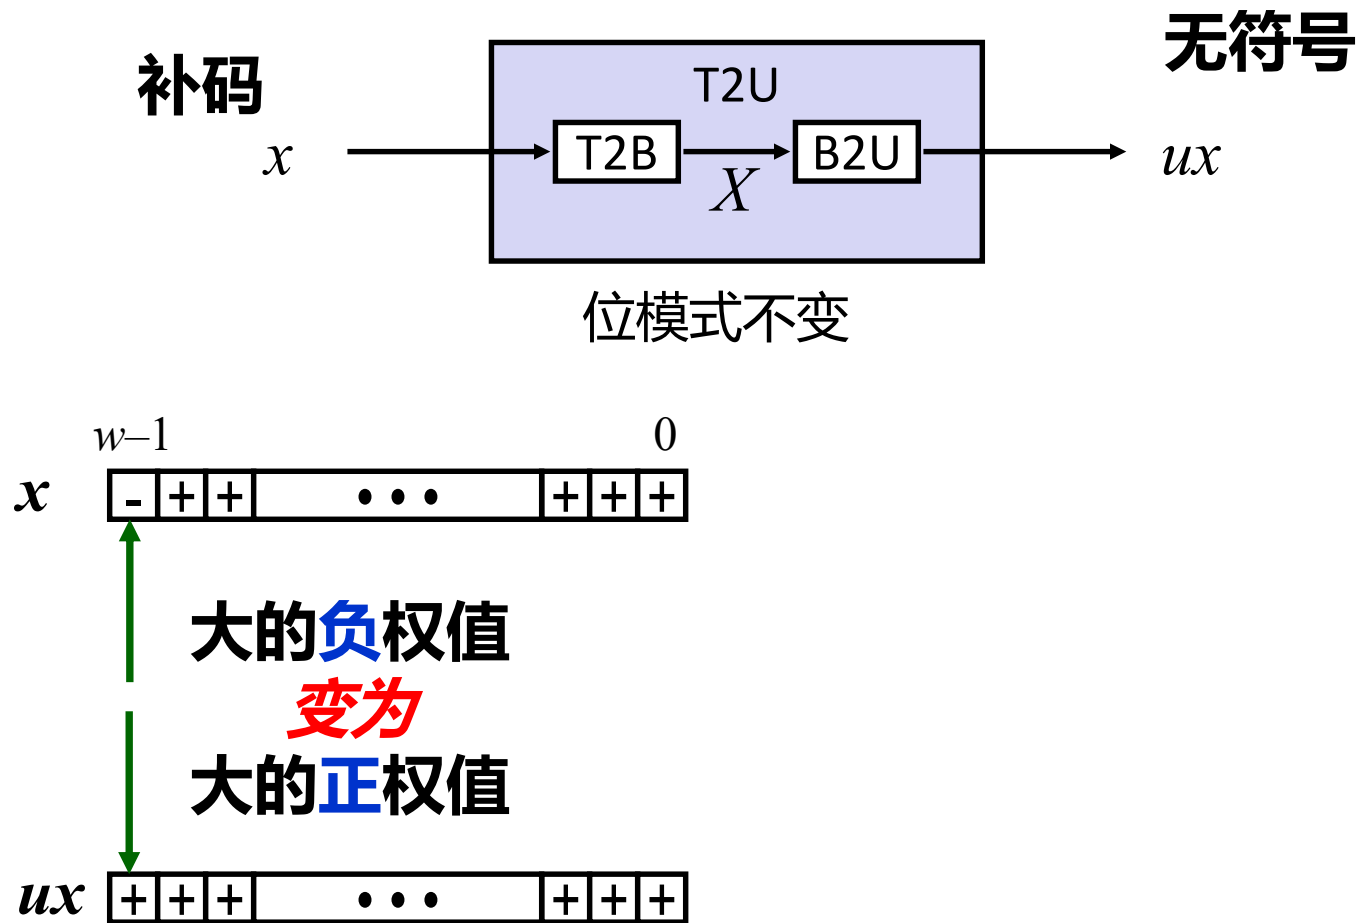 无符号
补码
T2U
x
T2B
B2U
ux
X
位模式不变
w–1
0
x
- + + • • • + + +
大的负权值
变为
大的正权值
ux
+ + + • • • + + +